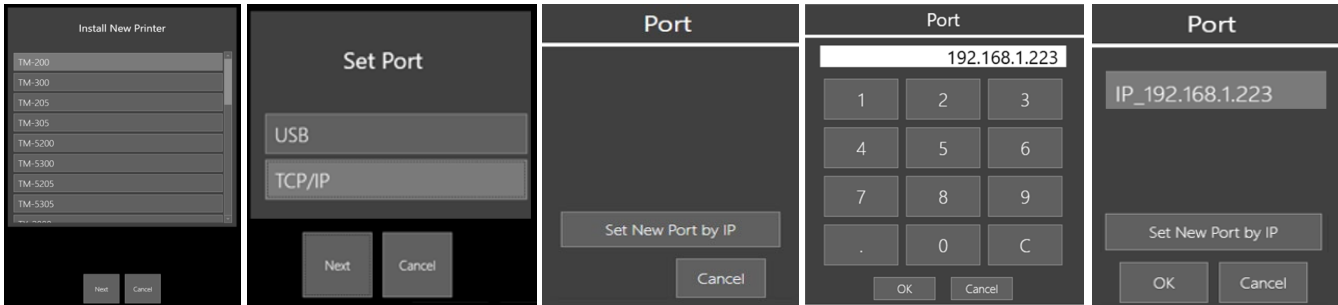 Install New Printer
TM-200
TM-300
TM-205
TM-305
TM-5200
TM-5300
TM-5205
TM-5305
Next Cancel
Set Port
USB
TCP/IP
Next Cancel
Port
Set New Port by IP
Cancel
Port
192.168.1.223
1 2 3
4 5 6
7 8 9
. 0 C
OK Cancel
Port
IP_192.168.1.223
Set New Port by IP
OK Cancel